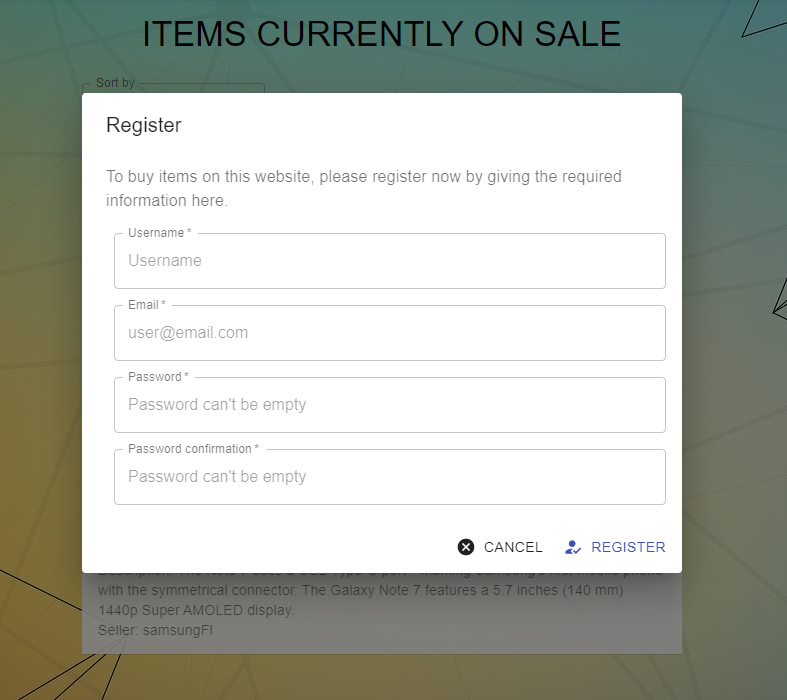 ITEMS CURRENTLY ON SALE
Sort by
Register
To buy items on this website, please register now by giving the required
information here.
Username *
Username
Email *
user@email.com
Password *
Password can't be empty
Password confirmation *
Password can't be empty
CANCEL
REGISTER
with the symmetrical connector. The Galaxy Note 7 features a 5.7 inches (140 mm)
1440p Super AMOLED display.
Seller: samsungFI